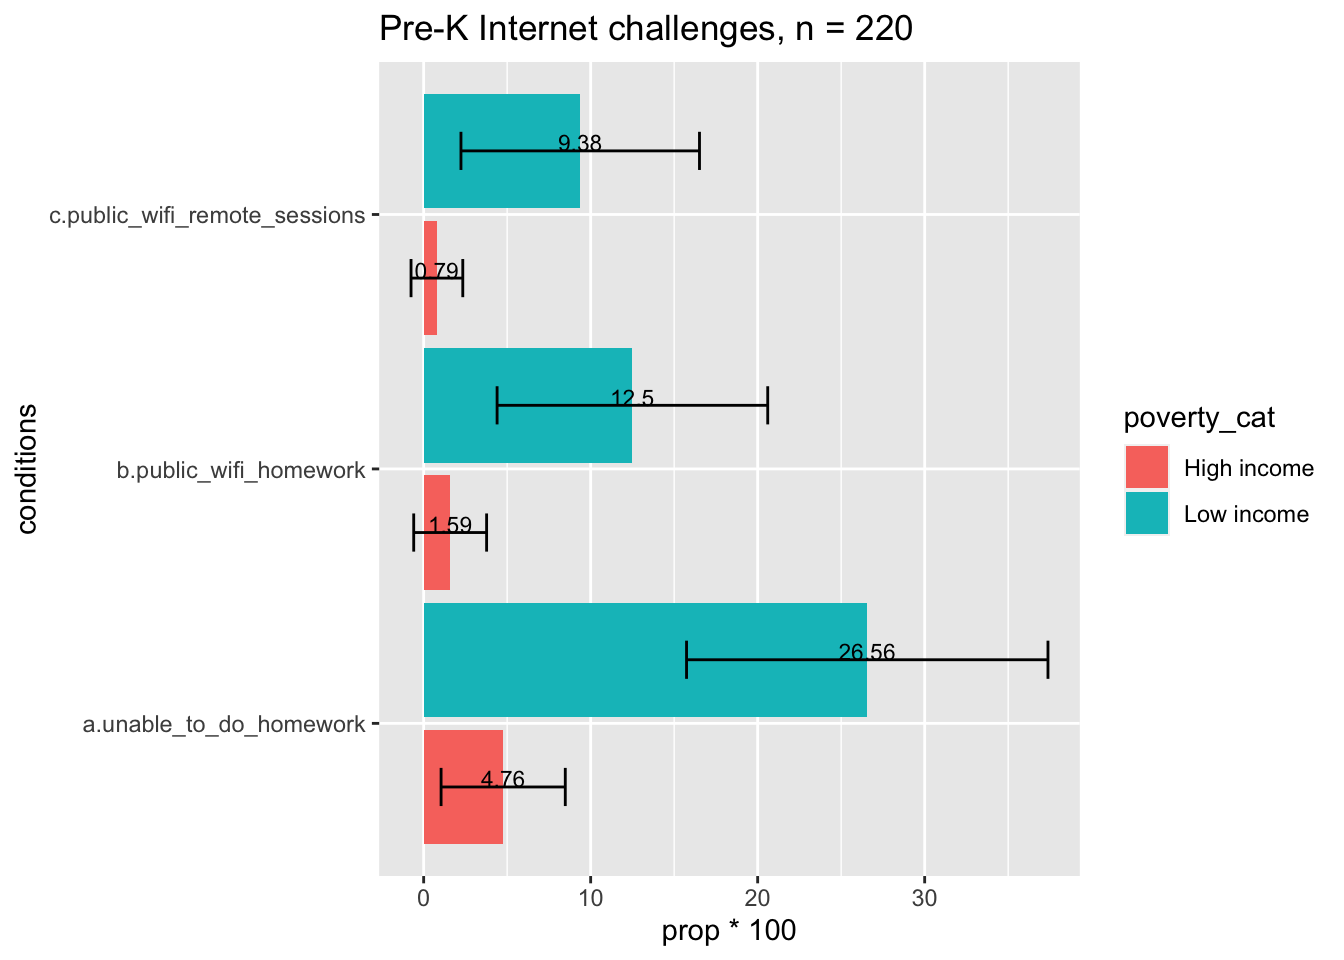 Pre-K Internet challenges, n = 220
9.38
c.public_wifi_remote_sessions
0.79
12.5
b.public_wifi_homework
1.59
26.56
a.unable_to_do_homework
4.76
conditions
0 10 20 30
prop * 100
poverty_cat
High income
Low income